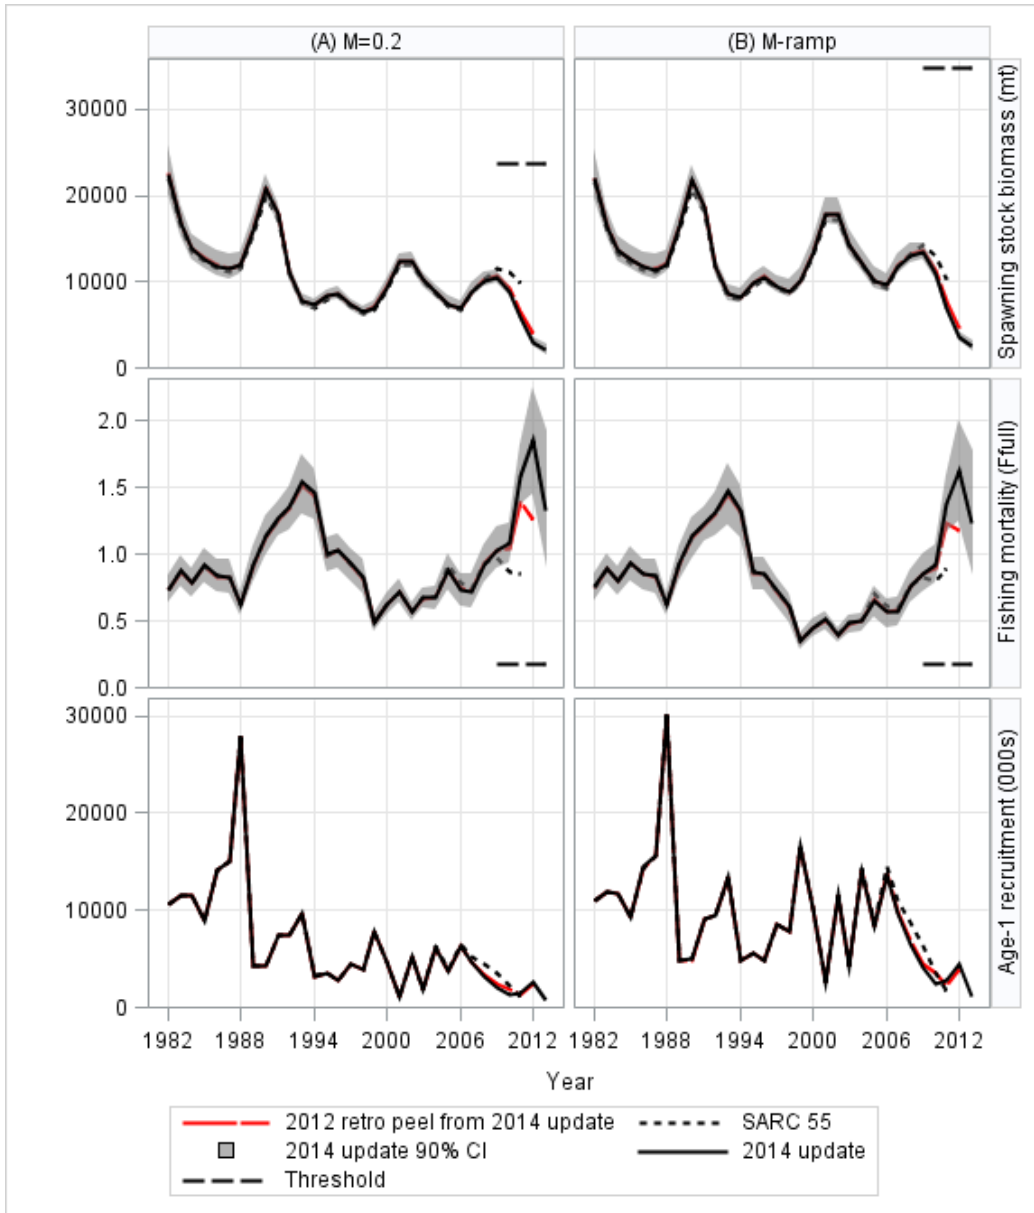 (A) M=0.2
(B) M-ramp
30000
20000
10000
0
Spawning stock biomass (mt)
2.0
1.5
1.0
0.5
0.0
Fishing mortality (Ffull)
30000
20000
10000
0
Age-1 recruitment (000s)
1982 1988 1994 2000 2006 2012 1982 1988 1994 2000 2006 2012
Year
2012 retro peel from 2014 update SARC 55
2014 update 90% CI 2014 update
Threshold